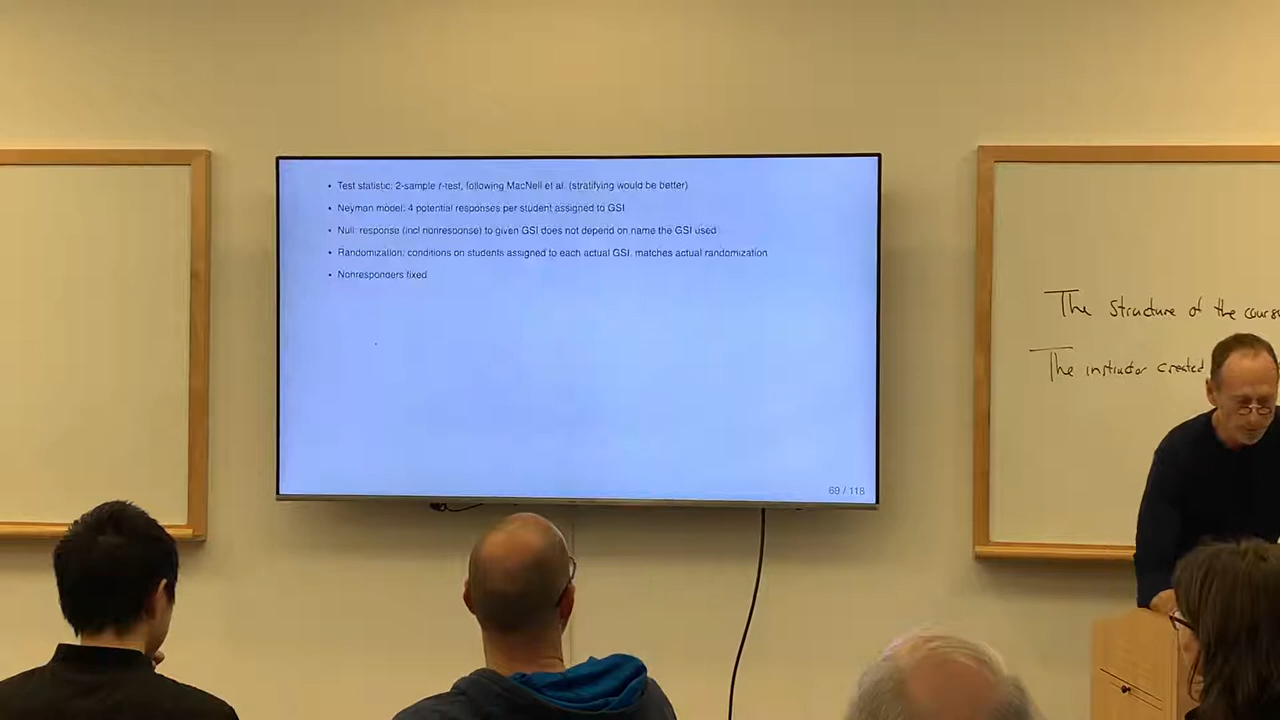 • Test statistic: 2-sample t-test, following MacNell et al. (stratifying would be better)
• Neyman model: 4 potential responses per student assigned to GSI
• Null: response (incl nonresponse) to given GSI does not depend on name the GSI used
• Randomization: conditions on students assigned to each actual GSI, matches actual randomization
• Nonresponders fixed
69 / 118
The structure of the course
The instructor created